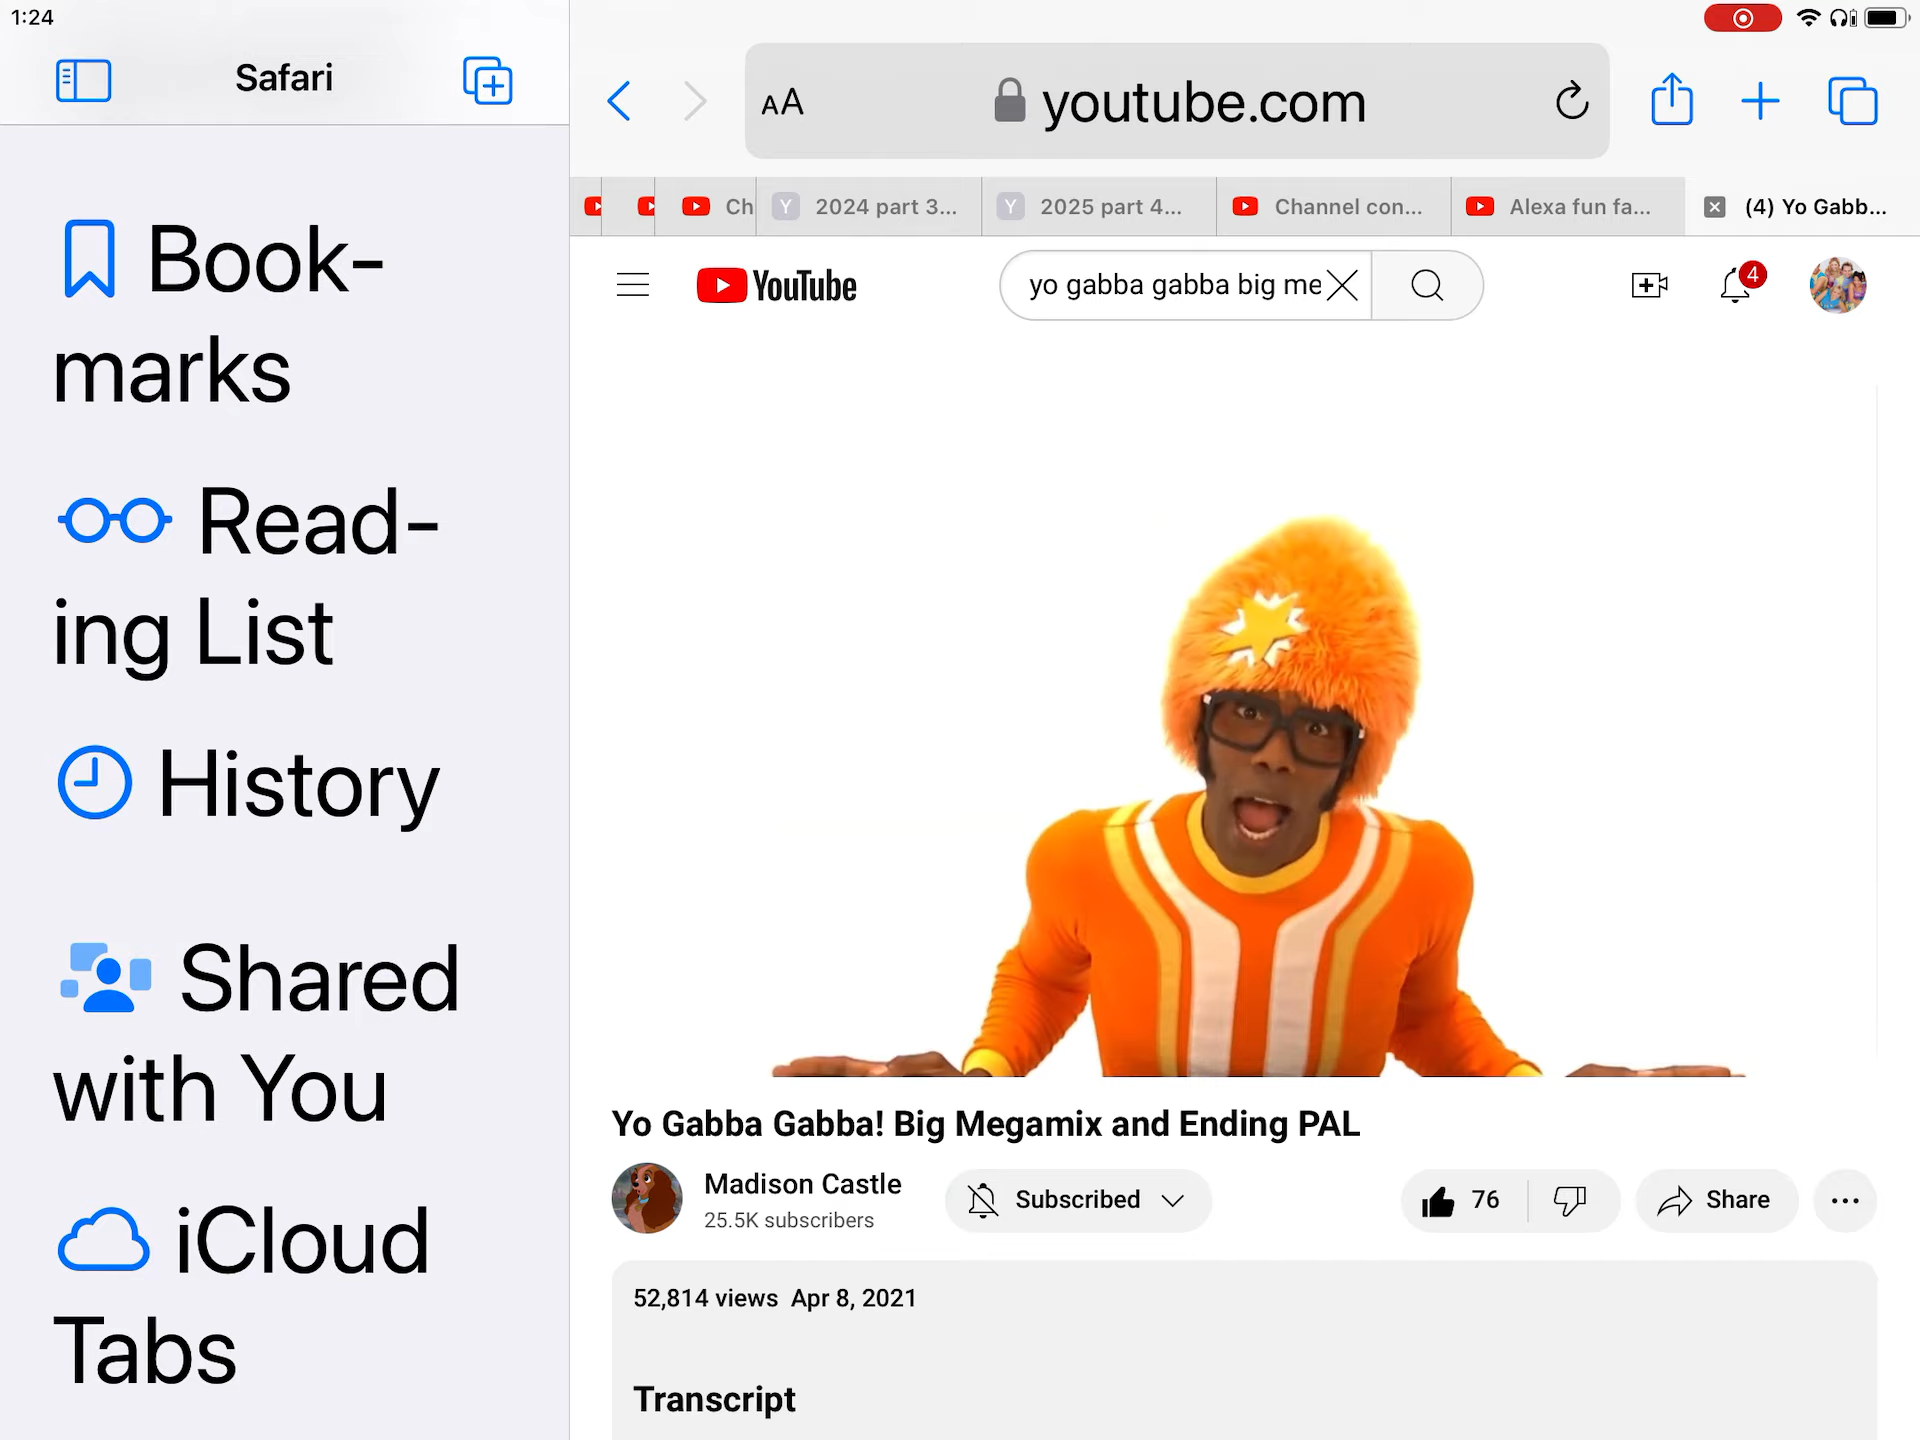 1:24
Safari
Book-
marks
Read-
ing List
History
Shared
with You
iCloud
Tabs
AA
youtube.com
Ch
Y 2024 part 3...
Y 2025 part 4...
Channel con...
Alexa fun fa...
(4) Yo Gabb...
YouTube
yo gabba gabba big me
4
Yo Gabba Gabba! Big Megamix and Ending PAL
Madison Castle
25.5K subscribers
Subscribed
76
Share
52,814 views Apr 8, 2021
Transcript